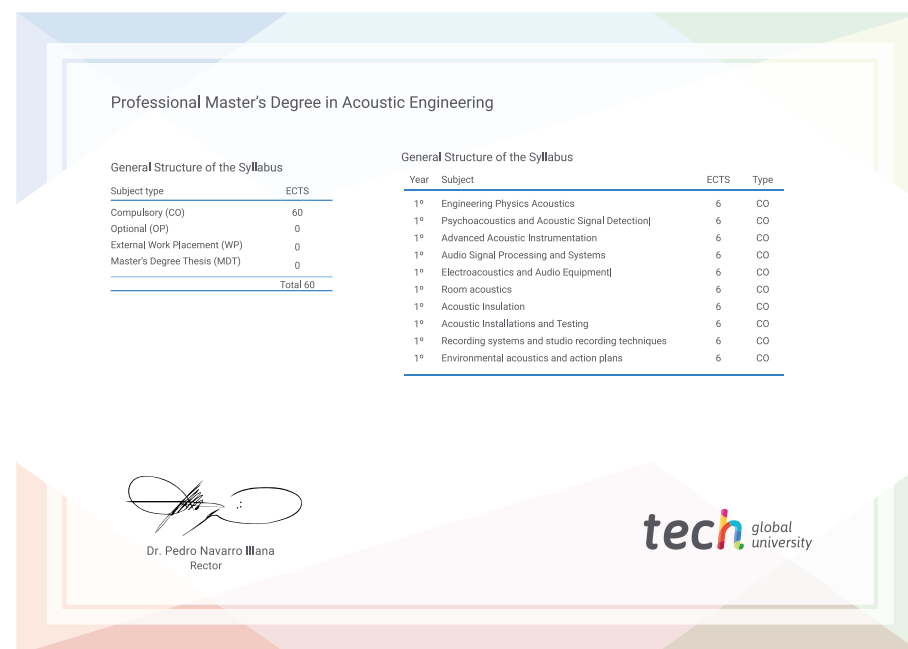 Professional Master's Degree in Acoustic Engineering
General Structure of the Syllabus
Subject type ECTS
Compulsory (CO) 60
Optional (OP) 0
External Work Placement (WP) 0
Master's Degree Thesis (MDT) 0
Total 60
General Structure of the Syllabus
Year Subject ECTS Type
1º Engineering Physics Acoustics 6 CO
1º Psychoacoustics and Acoustic Signal Detection 6 CO
1º Advanced Acoustic Instrumentation 6 CO
1º Audio Signal Processing and Systems 6 CO
1º Electroacoustics and Audio Equipment 6 CO
1º Room acoustics 6 CO
1º Acoustic Insulation 6 CO
1º Acoustic Installations and Testing 6 CO
1º Recording systems and studio recording techniques 6 CO
1º Environmental acoustics and action plans 6 CO
Dr. Pedro Navarro Illana
Rector
tech global university